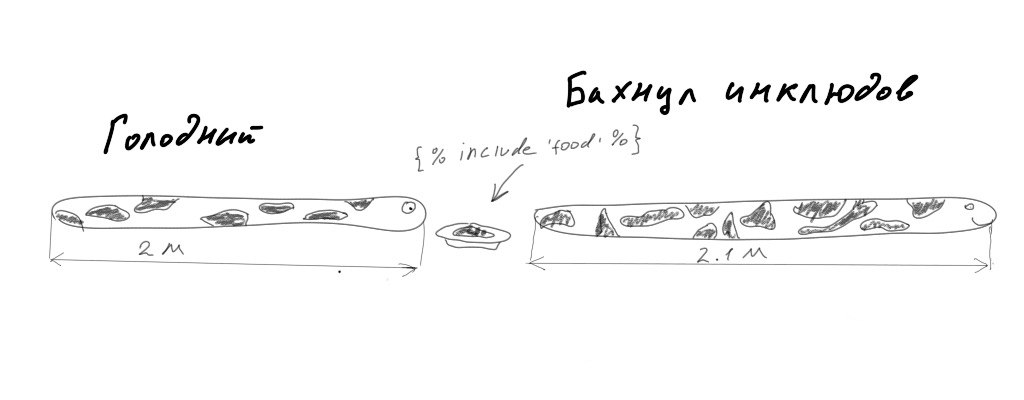 Голодний
Бахнул инклюдов
{% include 'food' %}
2 м
2.1 м